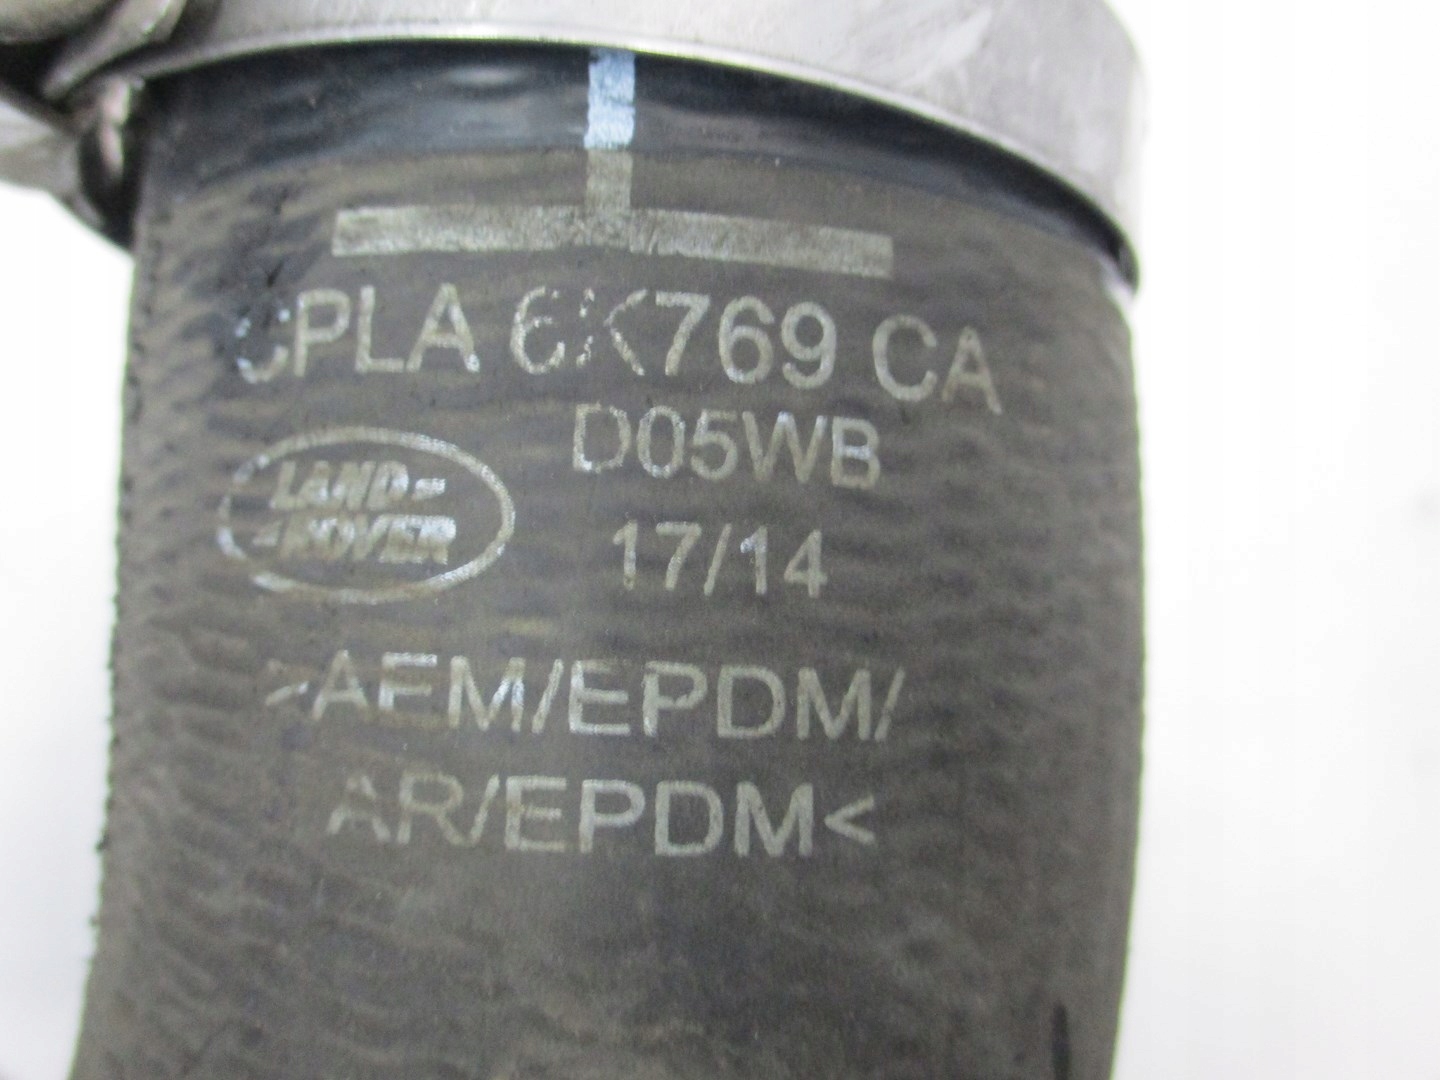 CPLA 6K769 CA
D05WB
LAND-
-ROVER
17/14
>AEM/EPDM/
AR/EPDM<